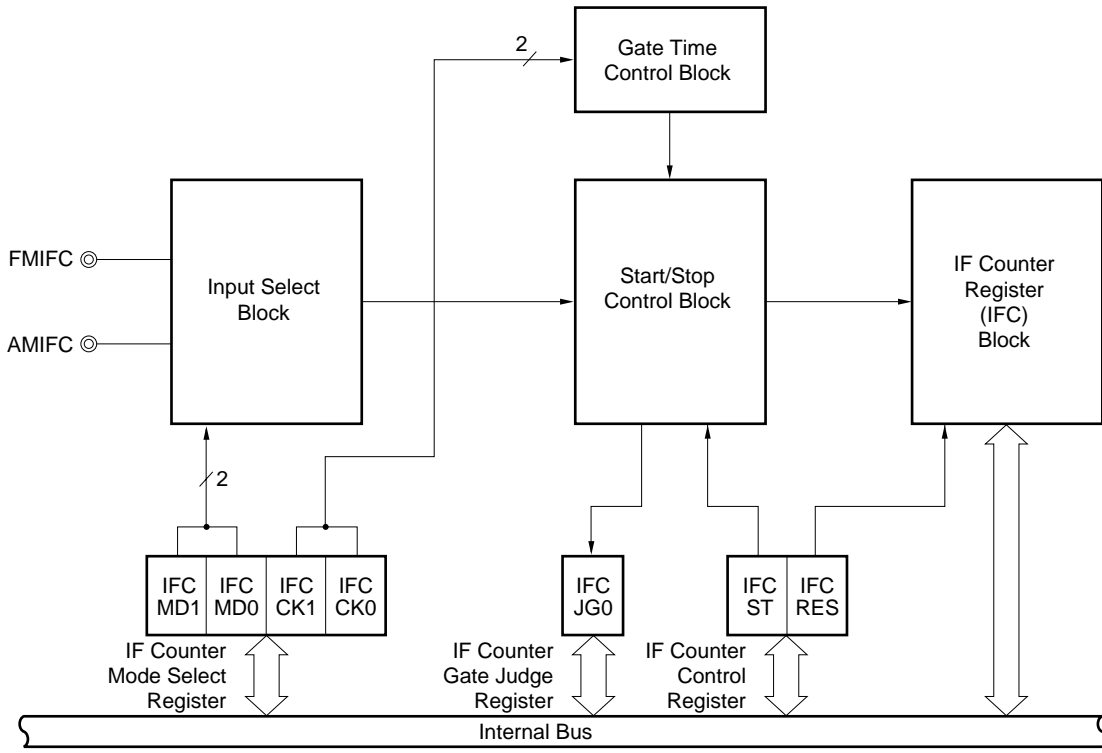 2
Gate Time
Control Block
FMIFC
AMIFC
Input Select
Block
Start/Stop
Control Block
IF Counter
Register
(IFC)
Block
2
IFC
MD1
IFC
MD0
IFC
CK1
IFC
CK0
IFC
JG0
IFC
ST
IFC
RES
IF Counter
Mode Select
Register
IF Counter
Gate Judge
Register
IF Counter
Control
Register
Internal Bus